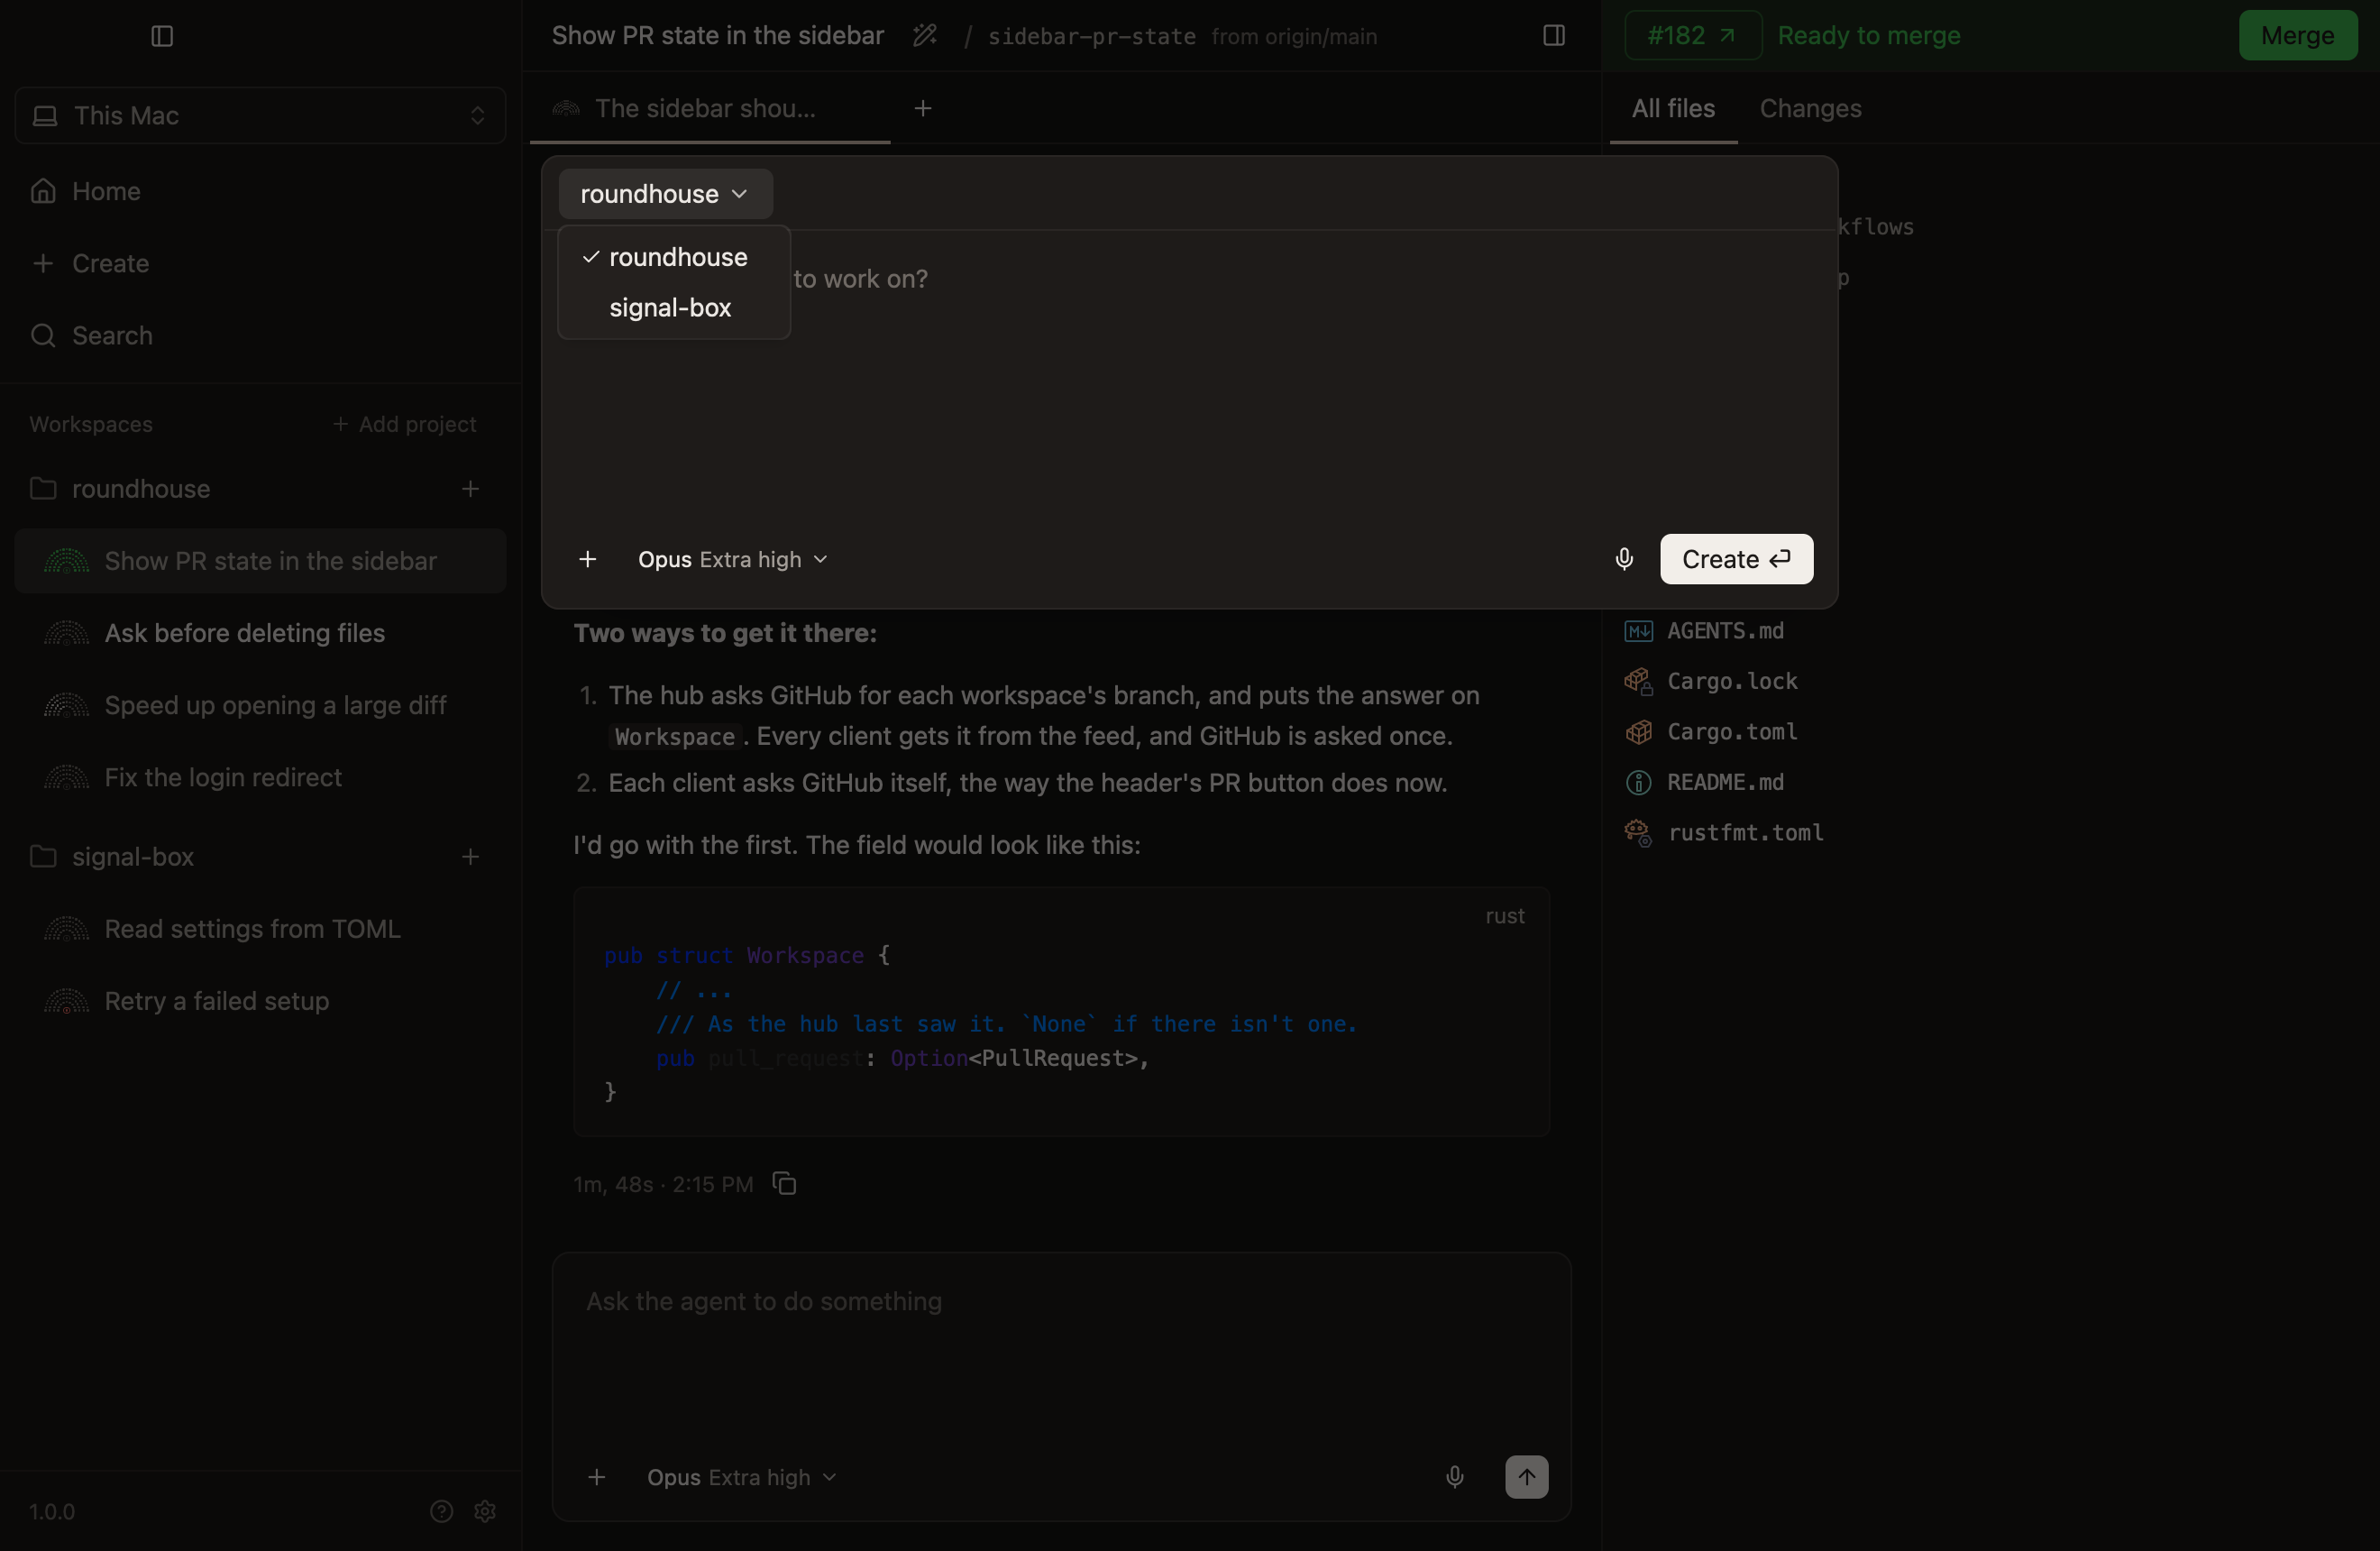 This Mac
Home
Create
Search
Workspaces
Add project
roundhouse
Show PR state in the sidebar
Ask before deleting files
Speed up opening a large diff
Fix the login redirect
signal-box
Read settings from TOML
Retry a failed setup
1.0.0
Show PR state in the sidebar / sidebar-pr-state from origin/main
The sidebar shou...
roundhouse
roundhouse
signal-box
to work on?
Opus Extra high
Create
Two ways to get it there:
1. The hub asks GitHub for each workspace's branch, and puts the answer on
Workspace. Every client gets it from the feed, and GitHub is asked once.
2. Each client asks GitHub itself, the way the header's PR button does now.
I'd go with the first. The field would look like this:
rust
pub struct Workspace {
// ...
/// As the hub last saw it. `None` if there isn't one.
pub pull_request: Option<PullRequest>,
}
1m, 48s · 2:15 PM
Ask the agent to do something
Opus Extra high
#182
Ready to merge
Merge
All files
Changes
kflows
p
AGENTS.md
Cargo.lock
Cargo.toml
README.md
rustfmt.toml